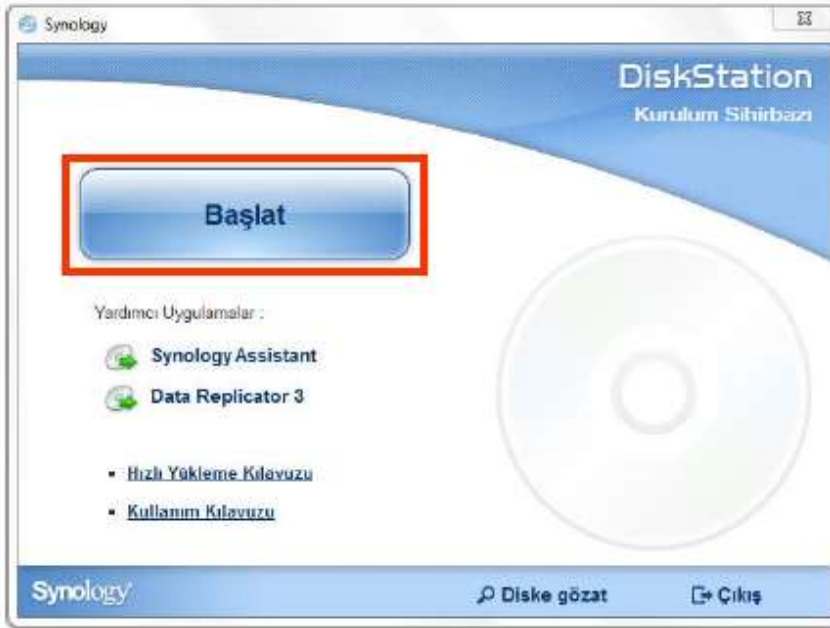 Synology
DiskStation
Kurulum Sihirbazı
Başlat
Yardımcı Uygulamalar :
Synology Assistant
Data Replicator 3
Hızlı Yükleme Kılavuzu
Kullanım Kılavuzu
Synology Diske gözat Çıkış